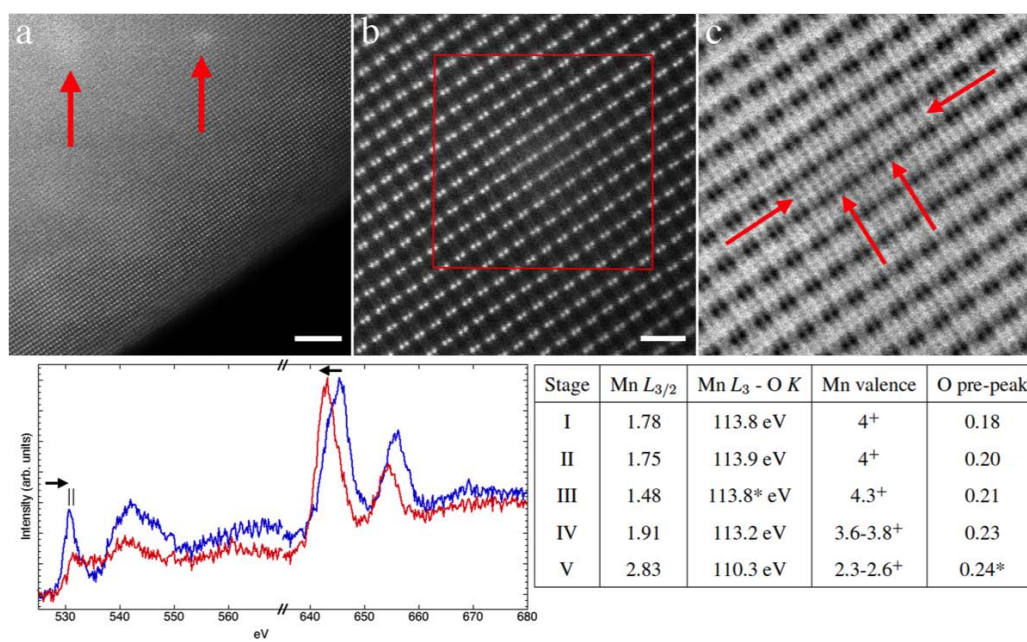 a
b
c
Intensity (arb. units)
530 540 550 560 640 650 660 670 680
eV
Stage Mn L3/2 Mn L3 - O K Mn valence O pre-peak
I 1.78 113.8 eV 4+ 0.18
II 1.75 113.9 eV 4+ 0.20
III 1.48 113.8* eV 4.3+ 0.21
IV 1.91 113.2 eV 3.6-3.8+ 0.23
V 2.83 110.3 eV 2.3-2.6+ 0.24*